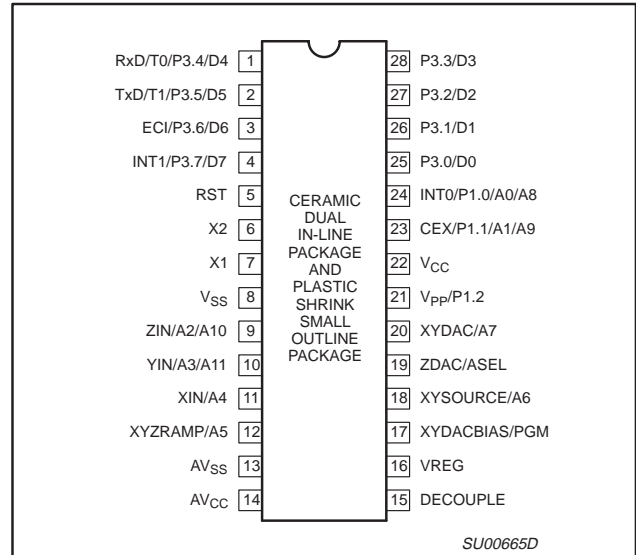 RxD/T0/P3.4/D4 1
TxD/T1/P3.5/D5 2
ECI/P3.6/D6 3
INT1/P3.7/D7 4
RST 5
X2 6
X1 7
VSS 8
ZIN/A2/A10 9
YIN/A3/A11 10
XIN/A4 11
XYZRAMP/A5 12
AVSS 13
AVCC 14
CERAMIC
DUAL
IN-LINE
PACKAGE
AND
PLASTIC
SHRINK
SMALL
OUTLINE
PACKAGE
28 P3.3/D3
27 P3.2/D2
26 P3.1/D1
25 P3.0/D0
24 INT0/P1.0/A0/A8
23 CEX/P1.1/A1/A9
22 VCC
21 VPP/P1.2
20 XYDAC/A7
19 ZDAC/ASEL
18 XYSOURCE/A6
17 XYDACBIAS/PGM
16 VREG
15 DECOUPLE
SU00665D